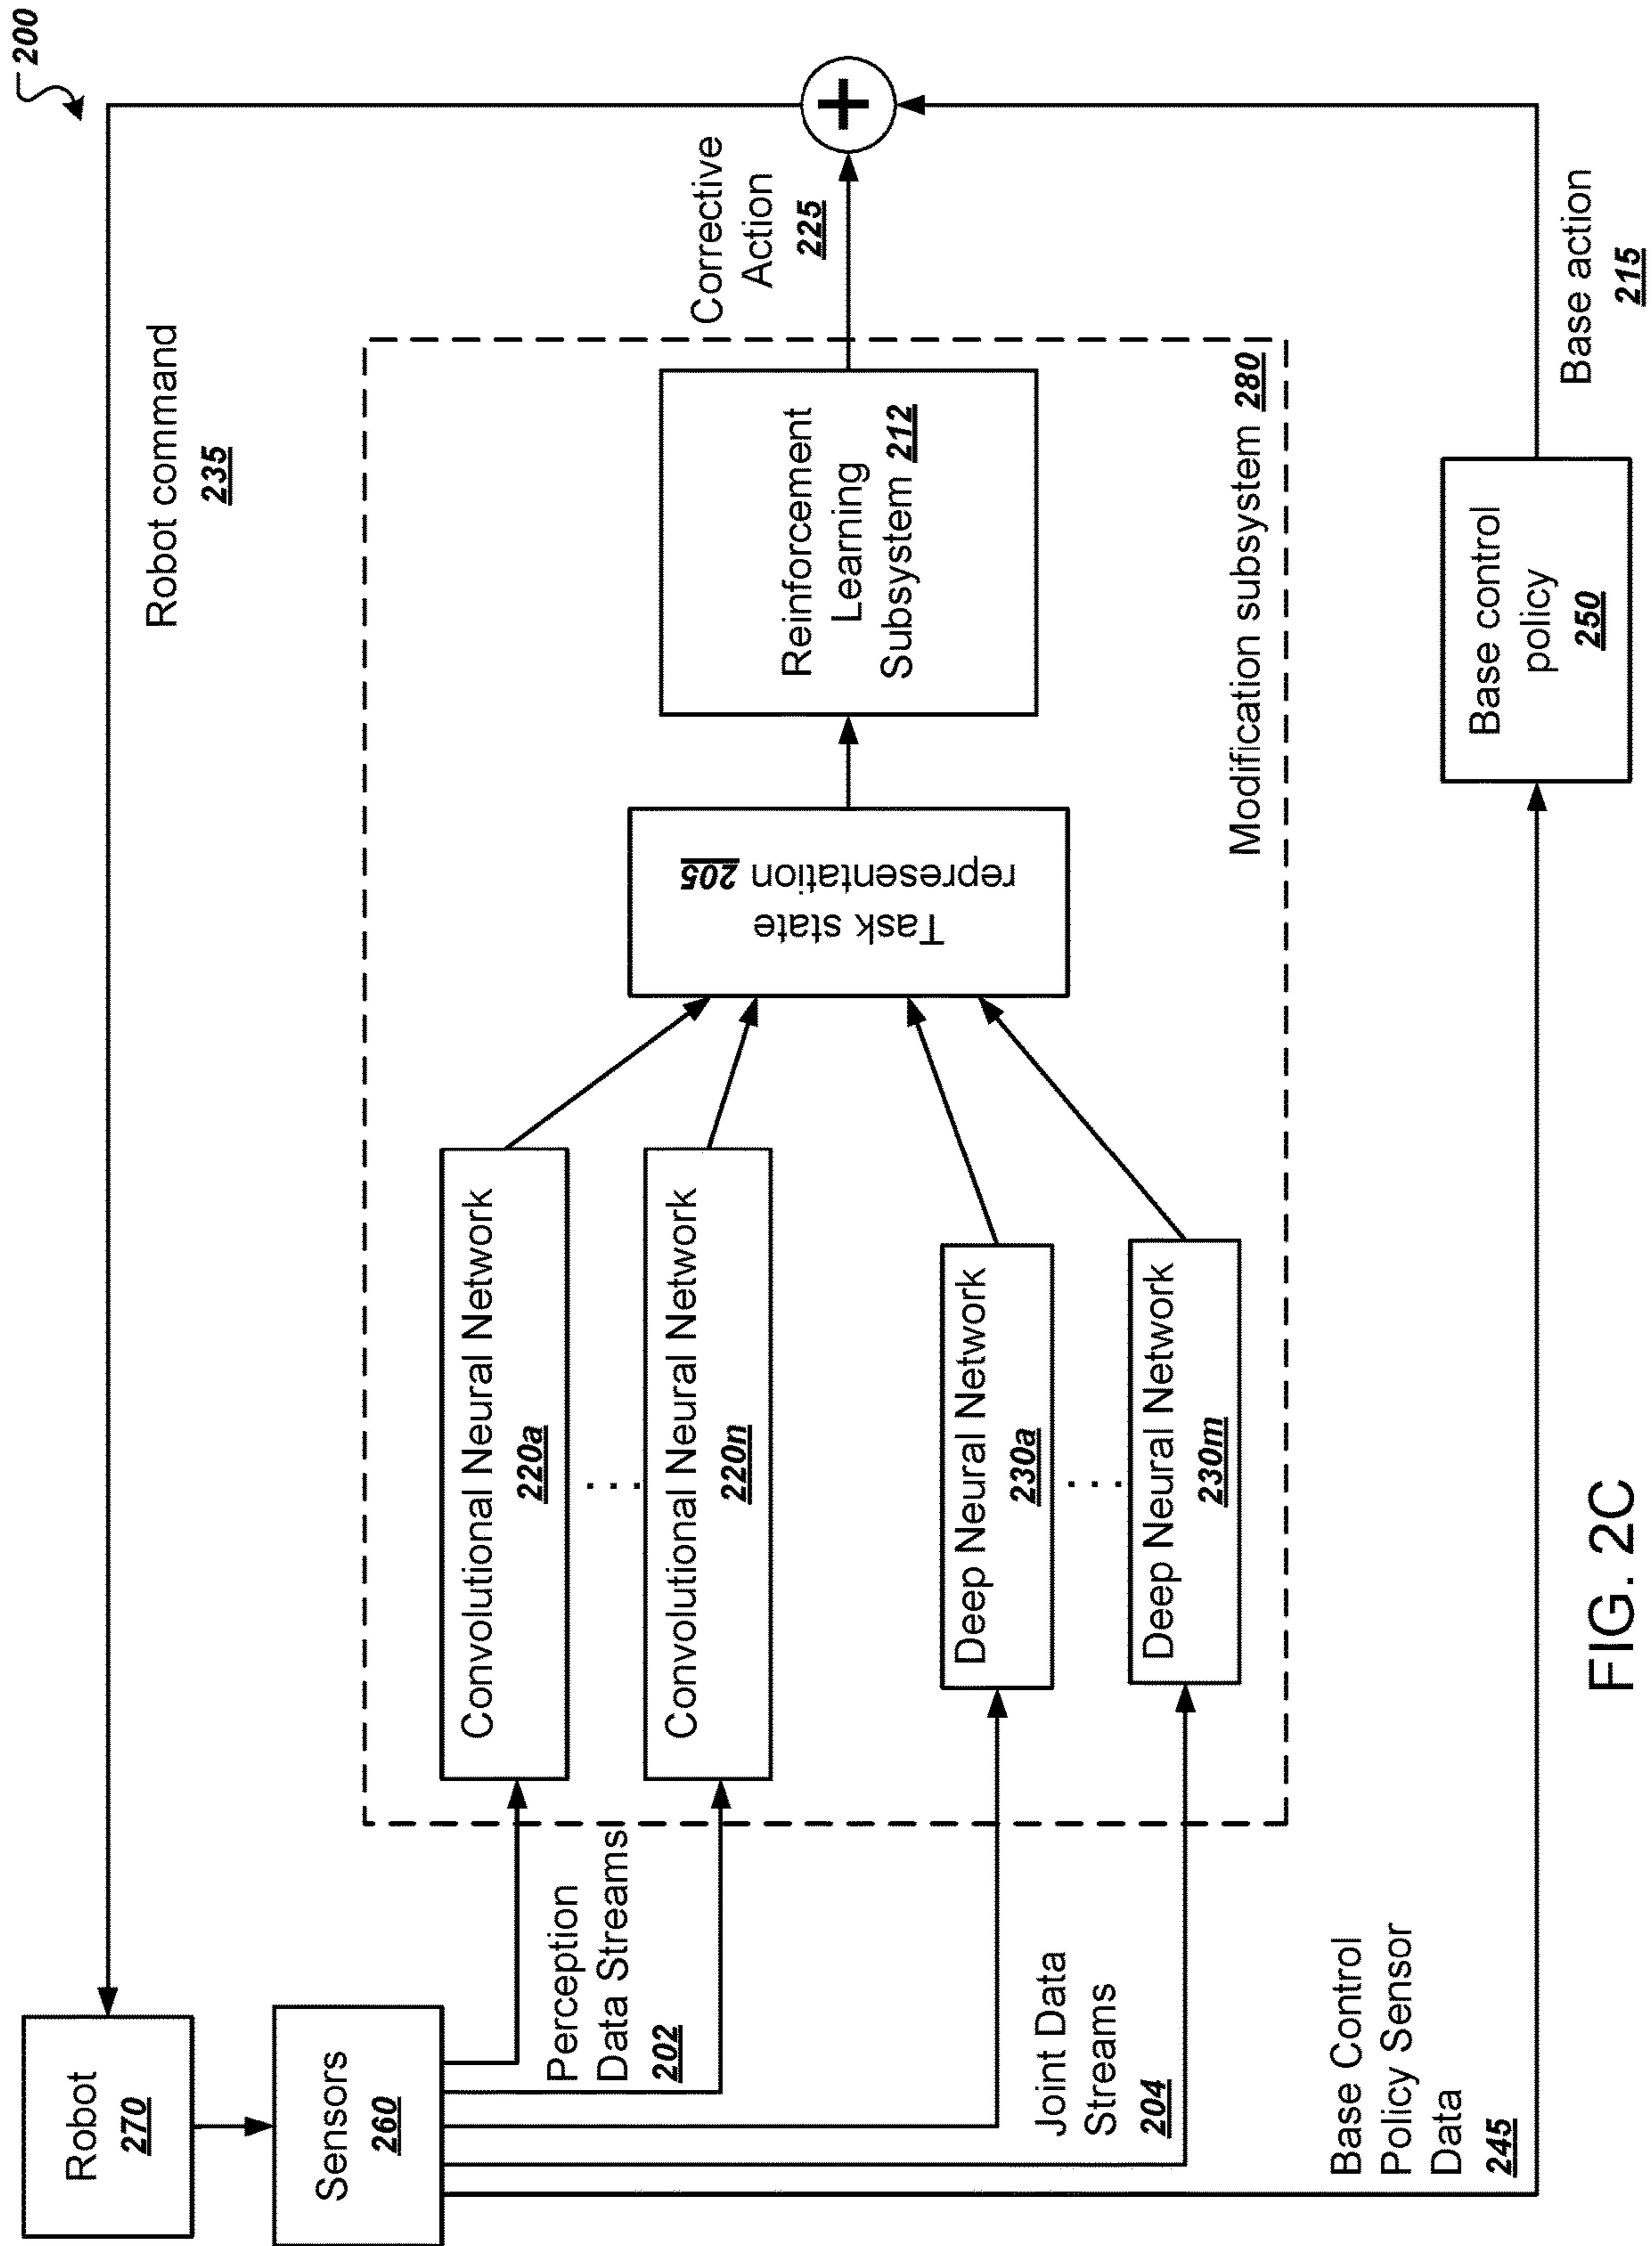 200
Robot command
235
Robot
270
Sensors
260
Perception
Data Streams
202
Convolutional Neural Network
220a
. . .
Convolutional Neural Network
220n
Joint Data
Streams
204
Deep Neural Network
230a
. . .
Deep Neural Network
230m
Task state
representation 205
Reinforcement
Learning
Subsystem 212
Corrective
Action
225
+
Modification subsystem 280
Base Control
Policy Sensor
Data
245
Base control
policy
250
Base action
215
FIG. 2C